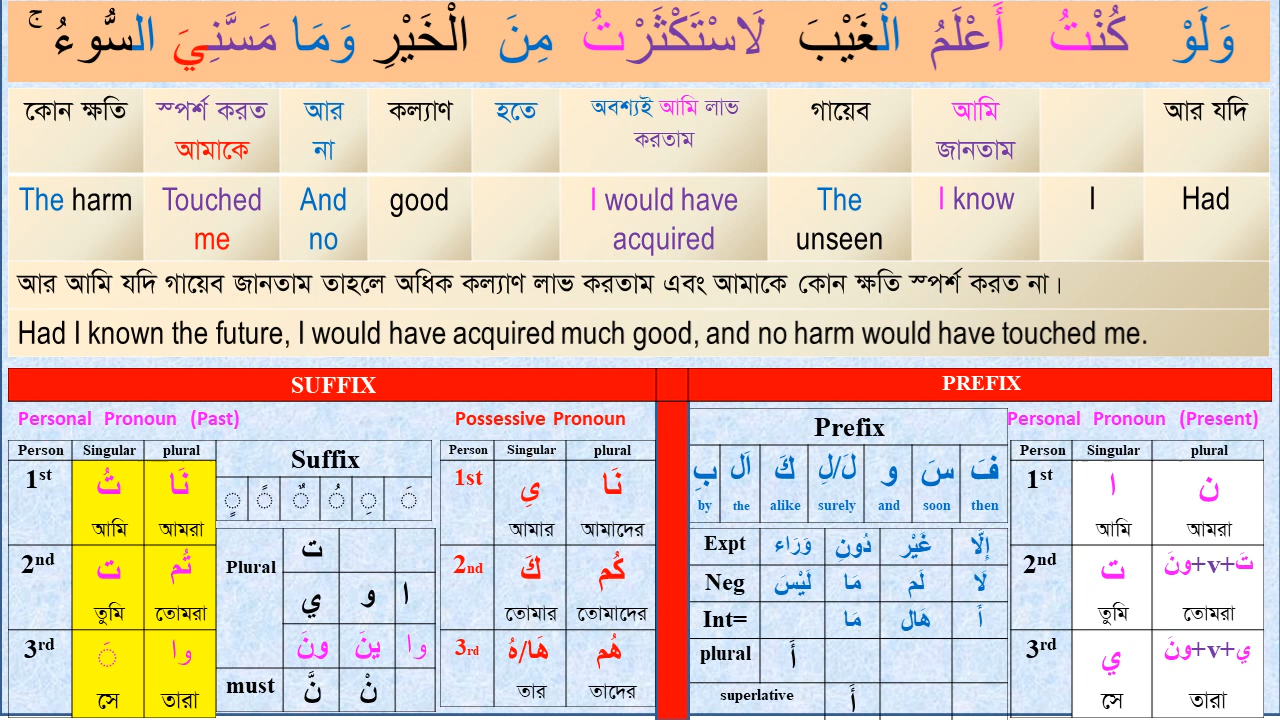 وَلَوْ كُنْتُ أَعْلَمُ الْغَيْبَ لَاسْتَكْثَرْتُ مِنَ الْخَيْرِ وَمَا مَسَّنِيَ السُّوءُ ۚ
কোন ক্ষতি স্পর্শ করত আমাকে আর না কল্যাণ হতে অবশ্যই আমি লাভ করতাম গায়েব আমি জানতাম আর যদি
The harm Touched me And no good I would have acquired The unseen I know I Had
আর আমি যদি গায়েব জানতাম তাহলে অধিক কল্যাণ লাভ করতাম এবং আমাকে কোন ক্ষতি স্পর্শ করত না।
Had I known the future, I would have acquired much good, and no harm would have touched me.
SUFFIX
Personal Pronoun (Past)
Person Singular plural
1st تُ نَا
আমি আমরা
2nd ت تُم
তুমি তোমরা
3rd َ وا
সে তারা
Suffix
ٍ ً ٌ ُ ِ َ
Plural ت
ي و ا
ونَ ينَ وا
must نَّ نْ
Possessive Pronoun
Person Singular plural
1st ىِ نَا
আমার আমাদের
2nd كَ كُم
তোমার তোমাদের
3rd هَا/هُ هُم
তার তাদের
PREFIX
Prefix
بِ اَل كَ لَ/لِ و سَ فَ
by the alike surely and soon then
Expt وَرَاء دُونِ غَيْر إِلَّا
Neg لَيْسَ مَا لَم لَا
Int= مَا هَال أَ
plural أَ
superlative أَ
Personal Pronoun (Present)
Person Singular plural
1st ا ن
আমি আমরা
2nd ت تَ+v+ونَ
তুমি তোমরা
3rd ي ي+v+ونَ
সে তারা